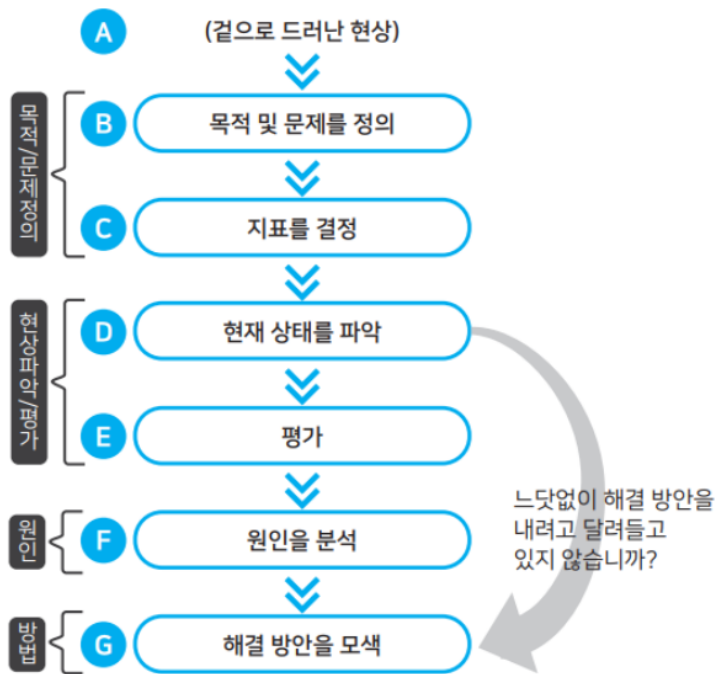 A (겉으로 드러난 현상)
목적/문제정의
B 목적 및 문제를 정의
C 지표를 결정
현상파악/평가
D 현재 상태를 파악
E 평가
느닷없이 해결 방안을
내려고 달려들고
있지 않습니까?
원인
F 원인을 분석
방법
G 해결 방안을 모색